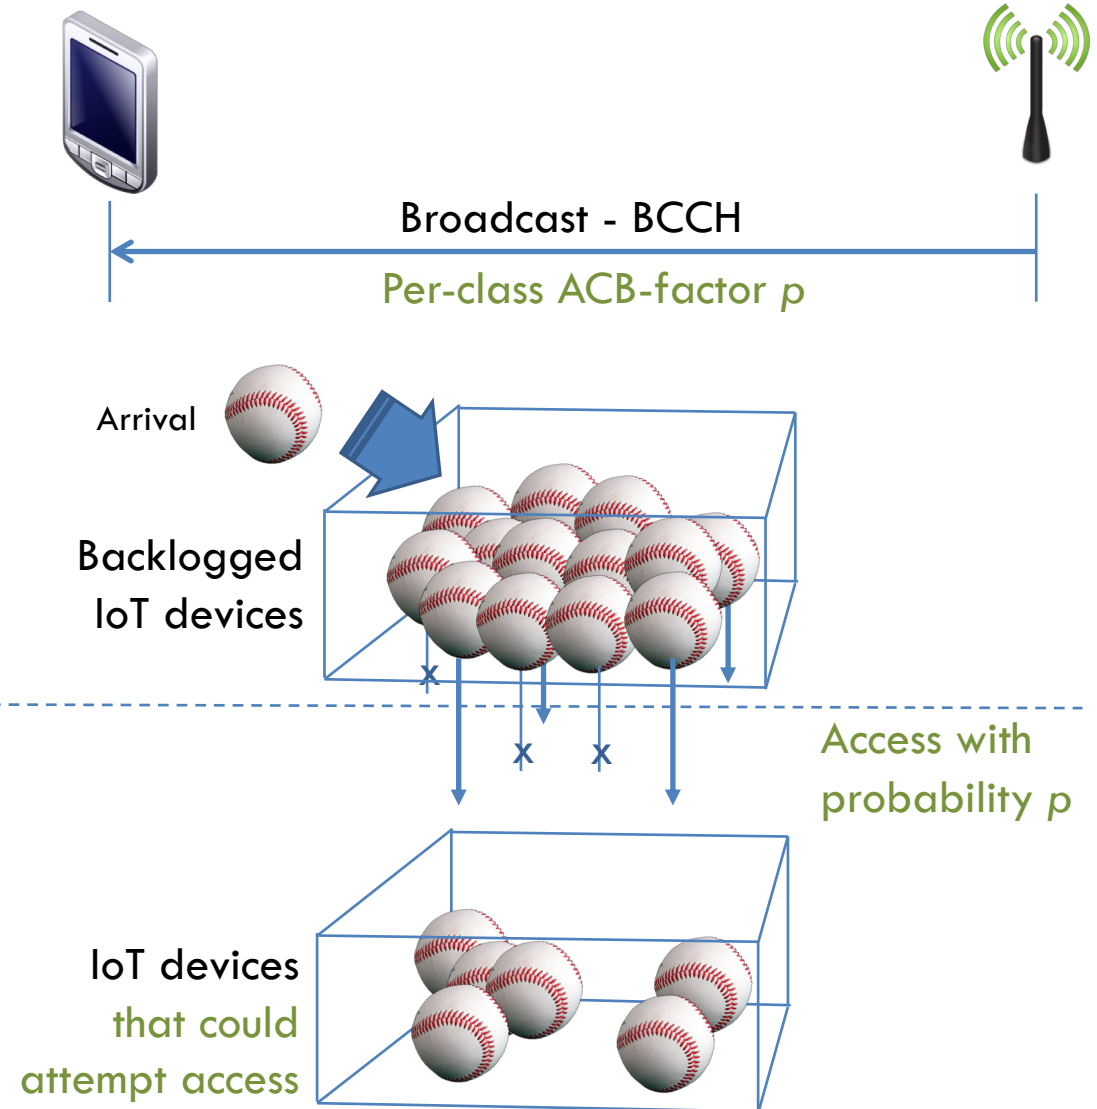 Broadcast - BCCH
Per-class ACB-factor p
Arrival
Backlogged
IoT devices
x
x
x
Access with
probability p
IoT devices
that could
attempt access